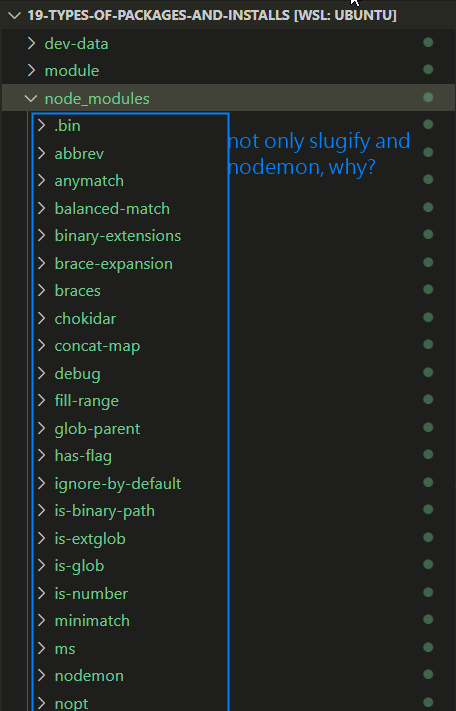 19-TYPES-OF-PACKAGES-AND-INSTALLS [WSL: UBUNTU]
dev-data
module
node_modules
.bin
not only slugify and
nodemon, why?
abbrev
anymatch
balanced-match
binary-extensions
brace-expansion
braces
chokidar
concat-map
debug
fill-range
glob-parent
has-flag
ignore-by-default
is-binary-path
is-extglob
is-glob
is-number
minimatch
ms
nodemon
nopt